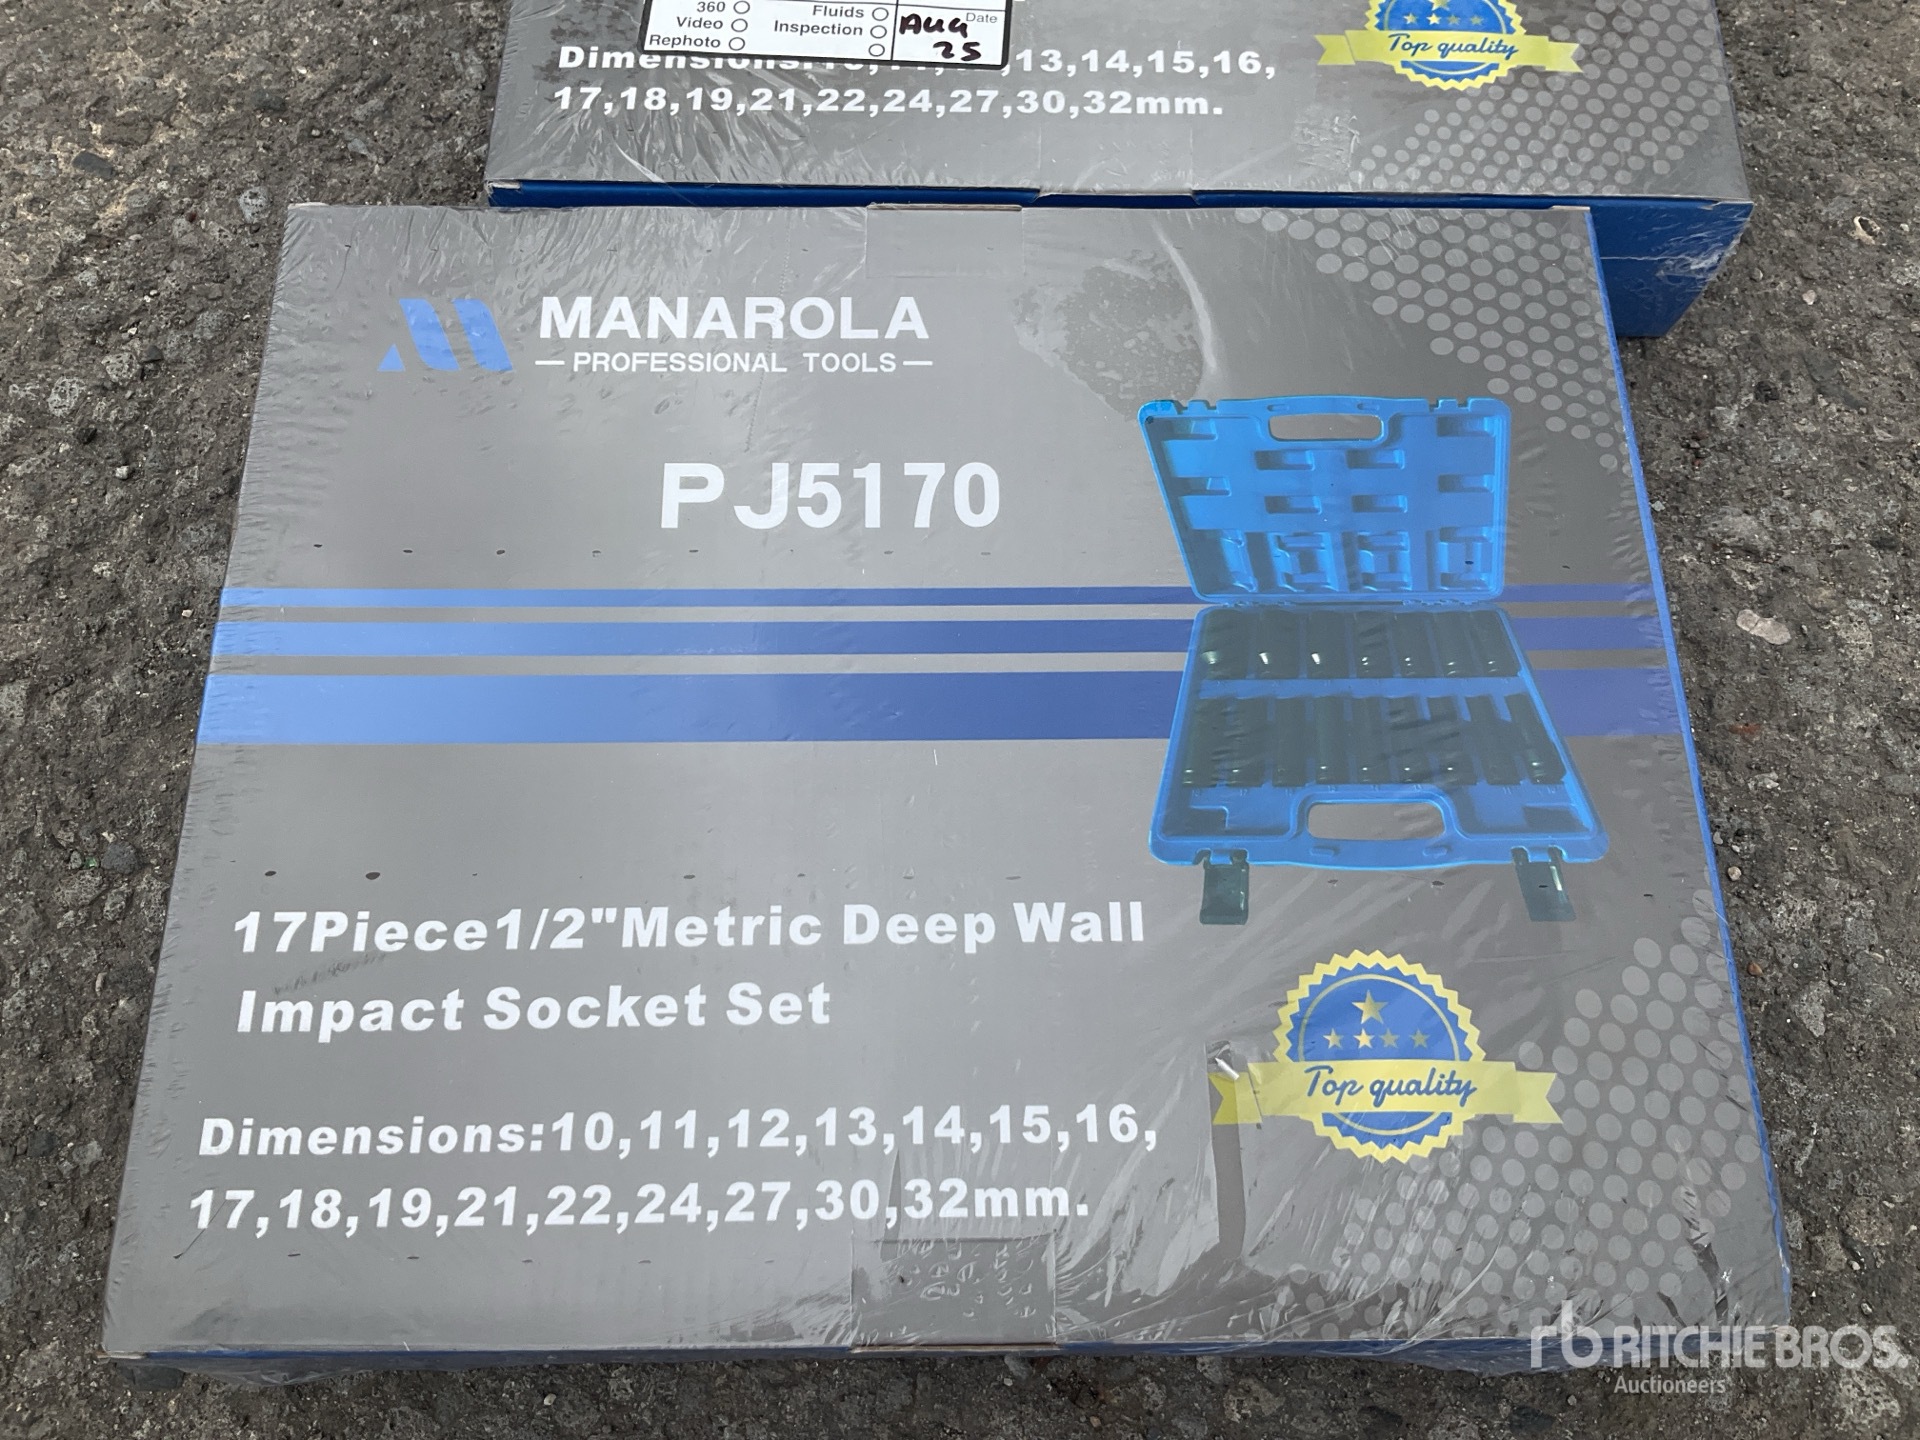 360
Video
Rephoto
Fluids
Inspection
Date
AUG
25
Top quality
13,14,15,16,
17,18,19,21,22,24,27,30,32mm.
MANAROLA
— PROFESSIONAL TOOLS —
PJ5170
17Piece1/2"Metric Deep Wall
Impact Socket Set
Top quality
Dimensions:10,11,12,13,14,15,16,
17,18,19,21,22,24,27,30,32mm.
rb RITCHIE BROS.
Auctioneers